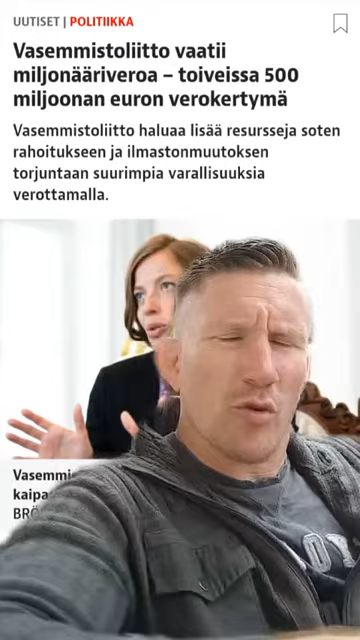 UUTISET | POLITIIKKA
Vasemmistoliitto vaatii
miljonääriveroa – toiveissa 500
miljoonan euron verokertymä
Vasemmistoliitto haluaa lisää resursseja soten
rahoitukseen ja ilmastonmuutoksen
torjuntaan suurimpia varallisuuksia
verottamalla.